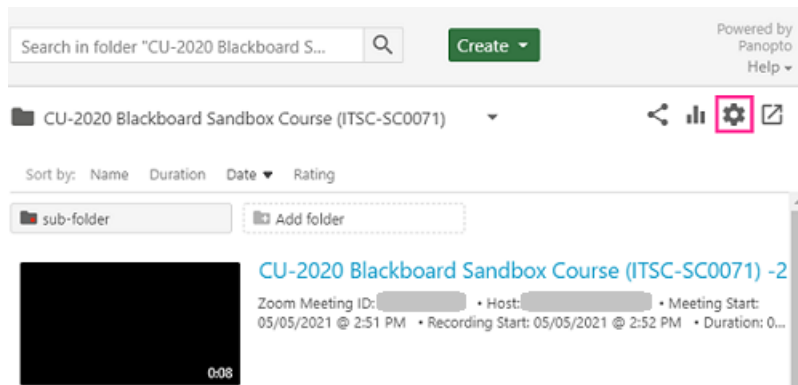 Search in folder "CU-2020 Blackboard S...
Create
Powered by
Panopto
Help
CU-2020 Blackboard Sandbox Course (ITSC-SC0071)
Sort by: Name Duration Date Rating
sub-folder
Add folder
CU-2020 Blackboard Sandbox Course (ITSC-SC0071) -2
Zoom Meeting ID: • Host: • Meeting Start:
05/05/2021 @ 2:51 PM • Recording Start: 05/05/2021 @ 2:52 PM • Duration: 0...
0:08